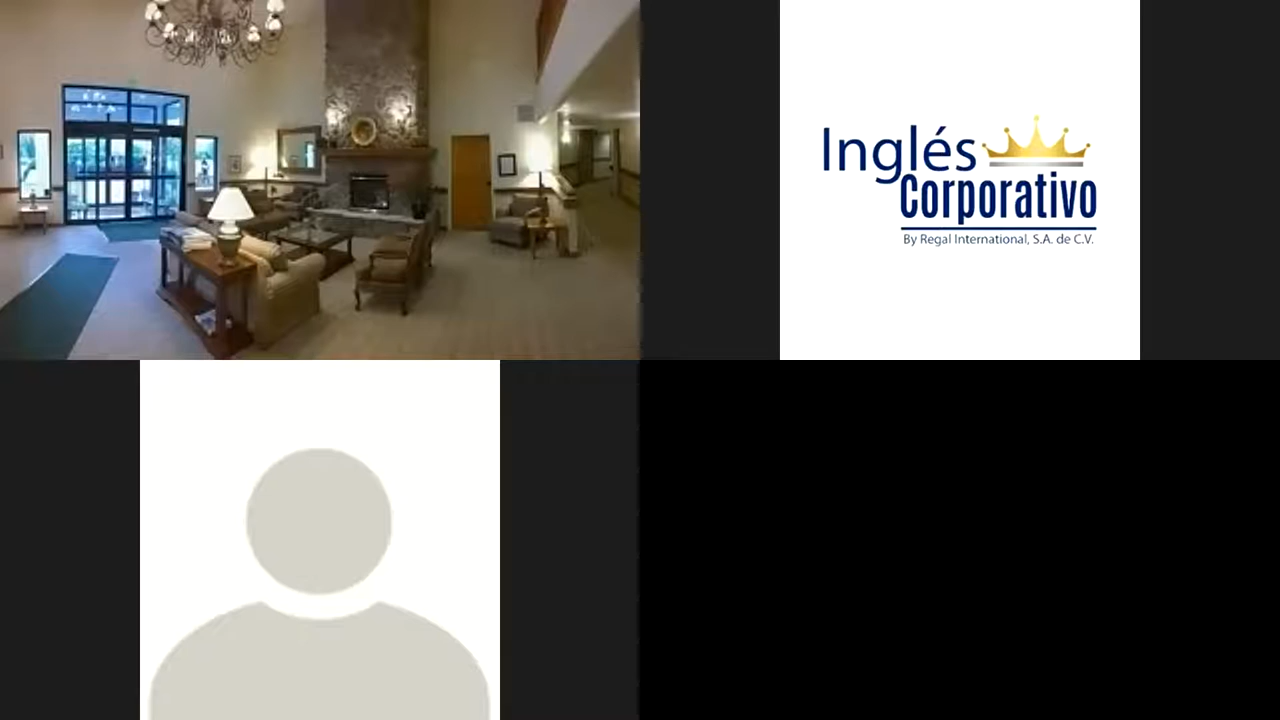 Inglés
Corporativo
By Regal International, S.A. de C.V.